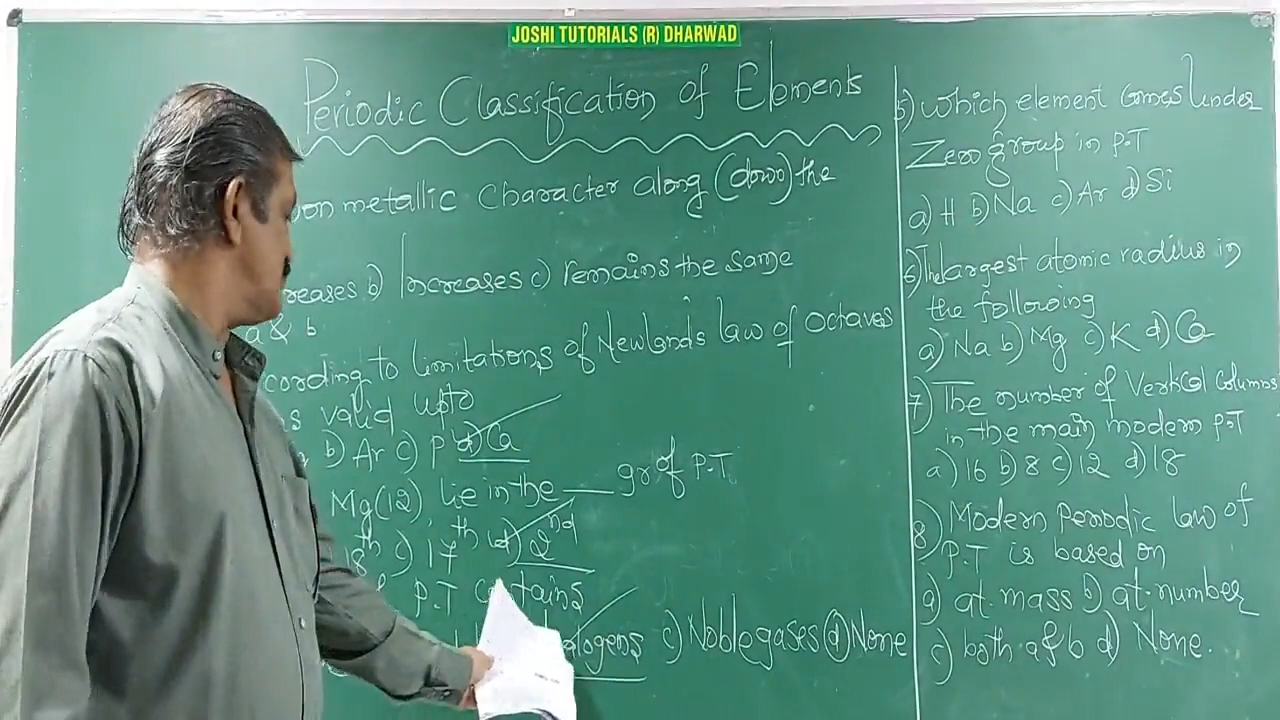 JOSHI TUTORIALS (R) DHARWAD
Periodic Classification of Elements
non metallic character along (down) the
reases b) Increases c) remains the same
a & b
cording to limitations of Newlands law of octaves
s valid upto
b) Ar c) P d) Ca
Mg(12) lie in the ___ gr of P.T.
18th c) 17th d) 2nd
P.T contains
alogens c) Noble gases d) None
5) Which element comes under
Zero group in P.T
a) H b) Na c) Ar d) Si
6) The largest atomic radius in
the following
a) Na b) Mg c) K d) Ca
7) The number of Vertical columns
in the main modern P.T
a) 16 b) 8 c) 12 d) 18
8) Modern periodic law of
P.T is based on
a) at. mass b) at. number
c) both a & b d) None.